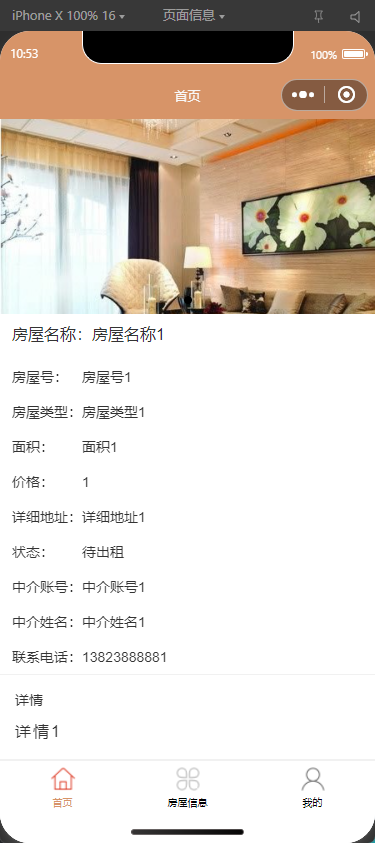 iPhone X 100% 16 页面信息
10:53 100%
首页
房屋名称：房屋名称1
房屋号： 房屋号1
房屋类型：房屋类型1
面积： 面积1
价格： 1
详细地址：详细地址1
状态： 待出租
中介账号：中介账号1
中介姓名：中介姓名1
联系电话：13823888881
详情
详情1
首页 房屋信息 我的